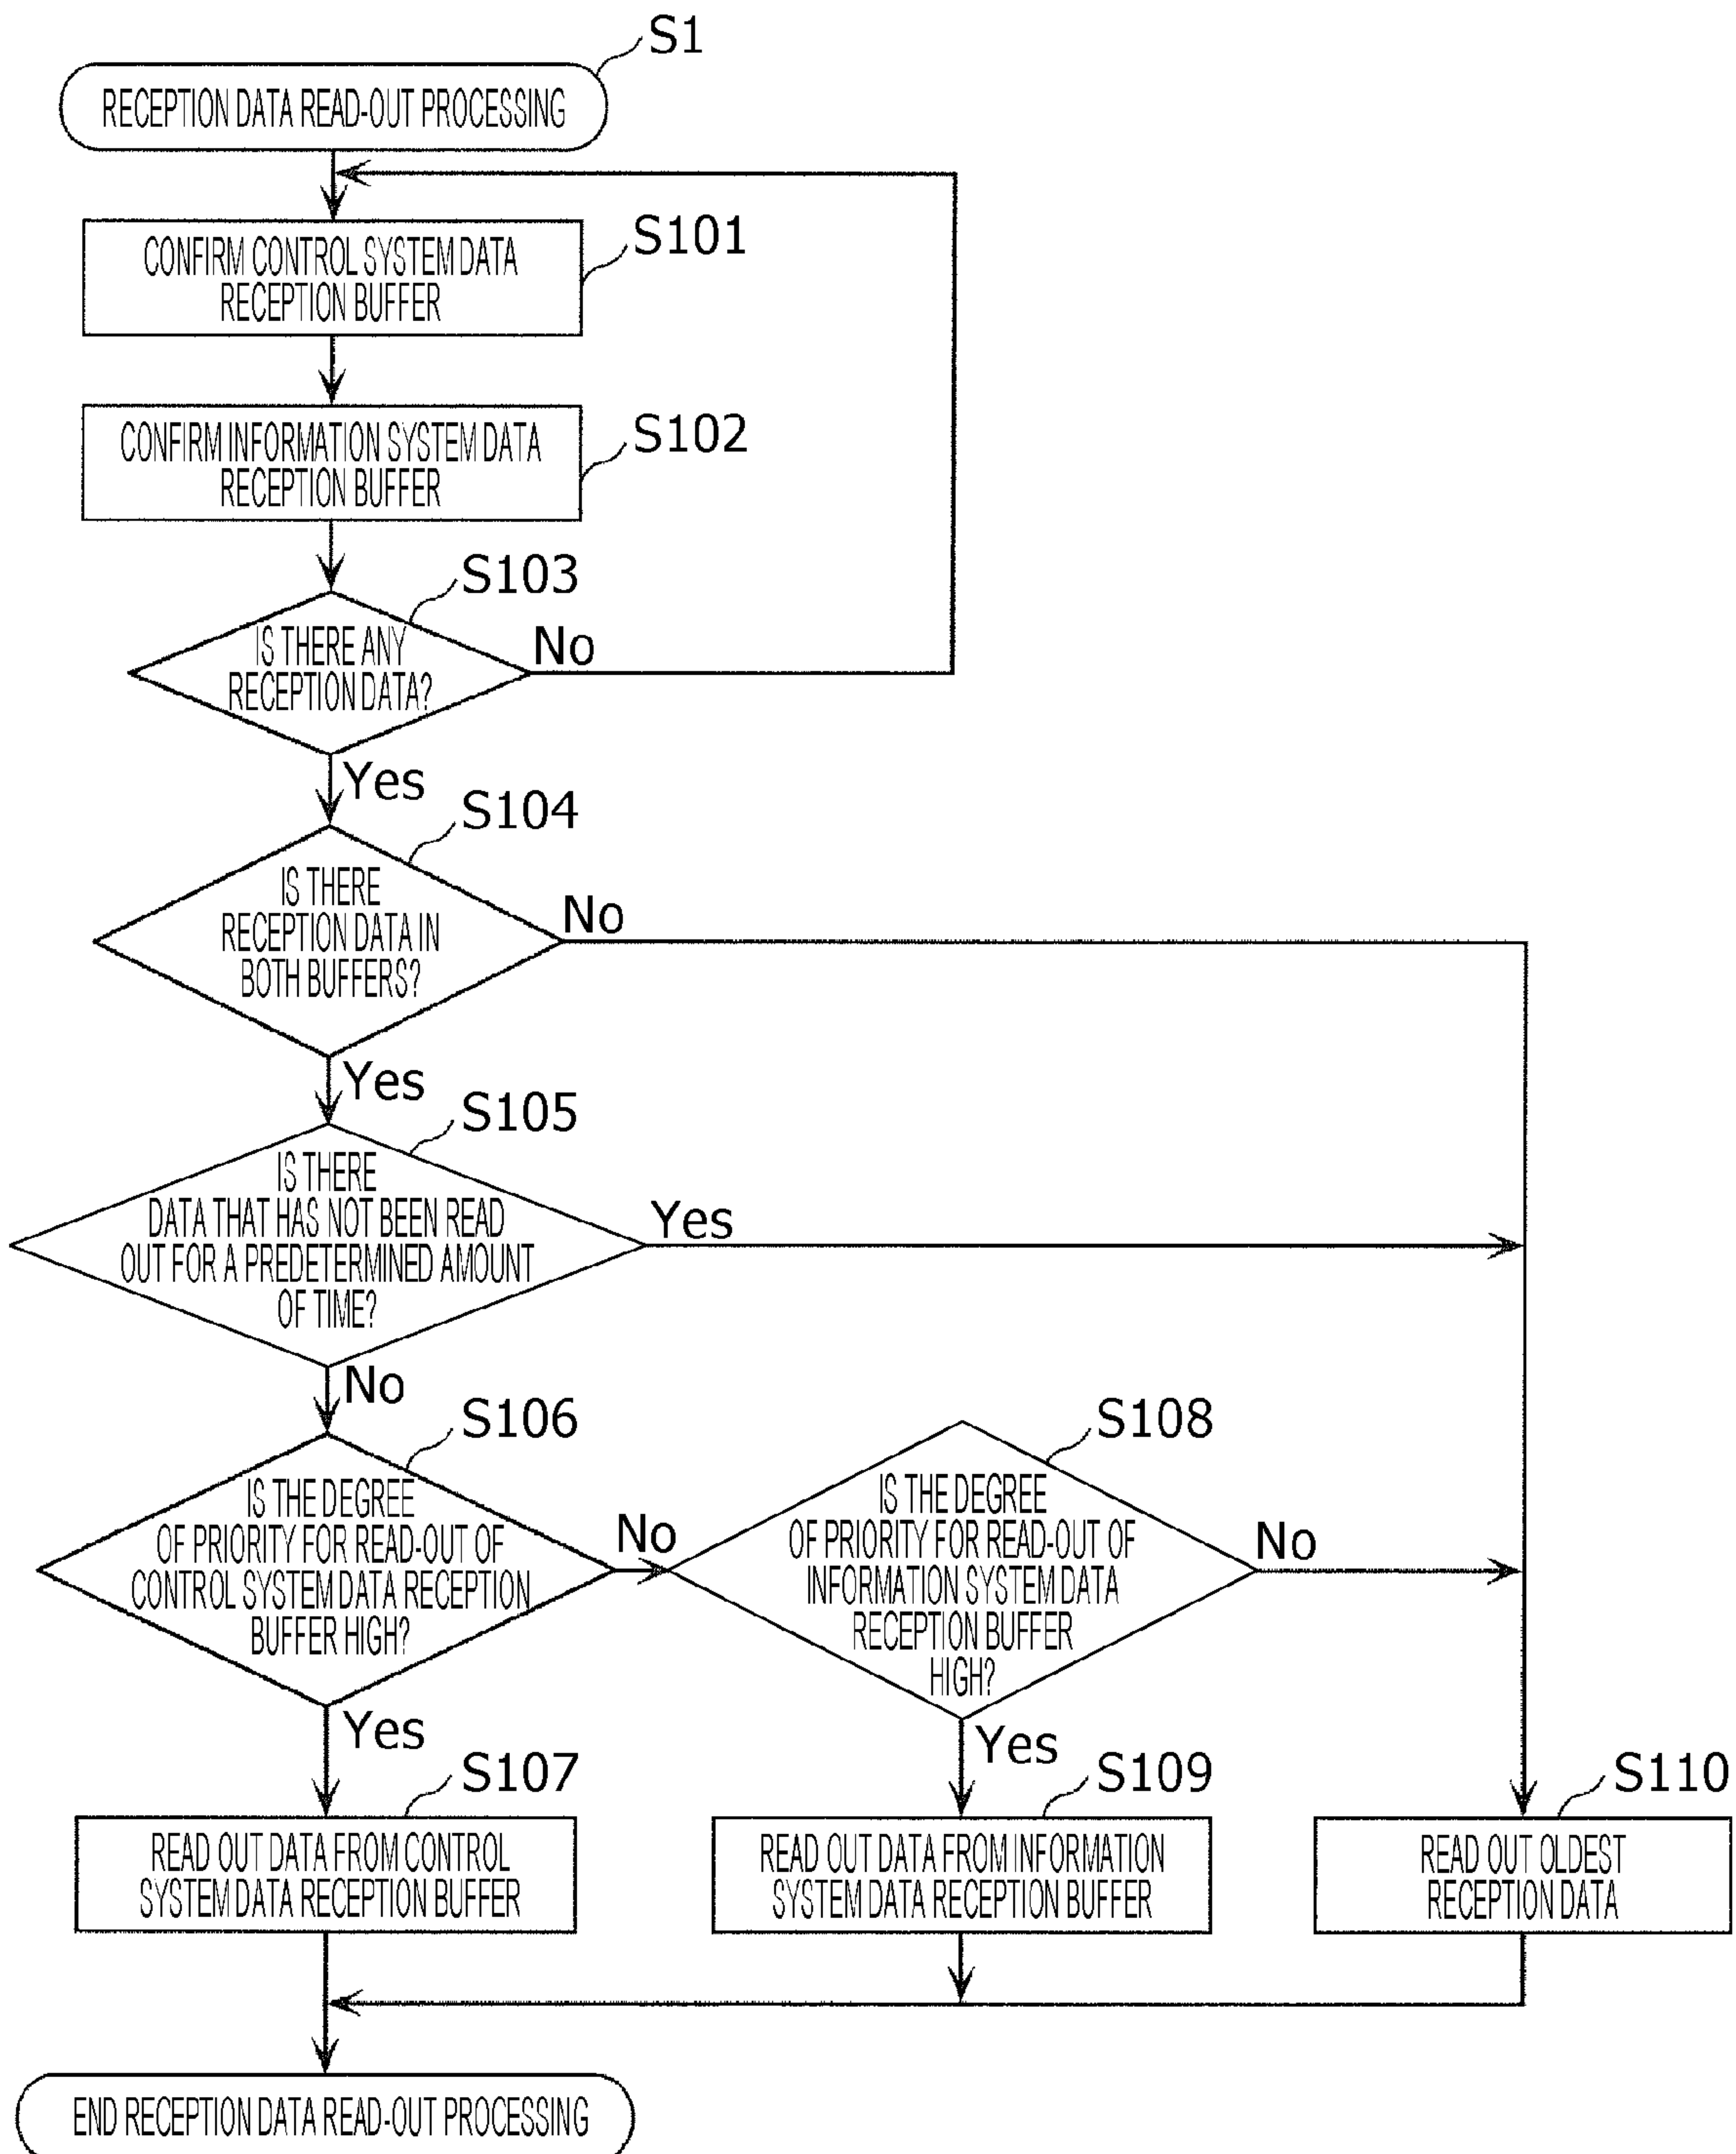 S1
RECEPTION DATA READ-OUT PROCESSING
S101
CONFIRM CONTROL SYSTEM DATA
RECEPTION BUFFER
S102
CONFIRM INFORMATION SYSTEM DATA
RECEPTION BUFFER
S103
IS THERE ANY
RECEPTION DATA?
No
Yes
S104
IS THERE
RECEPTION DATA IN
BOTH BUFFERS?
No
Yes
S105
IS THERE
DATA THAT HAS NOT BEEN READ
OUT FOR A PREDETERMINED AMOUNT
OF TIME?
Yes
No
S106
IS THE DEGREE
OF PRIORITY FOR READ-OUT OF
CONTROL SYSTEM DATA RECEPTION
BUFFER HIGH?
No
Yes
S108
IS THE DEGREE
OF PRIORITY FOR READ-OUT OF
INFORMATION SYSTEM DATA
RECEPTION BUFFER
HIGH?
No
Yes
S107
READ OUT DATA FROM CONTROL
SYSTEM DATA RECEPTION BUFFER
S109
READ OUT DATA FROM INFORMATION
SYSTEM DATA RECEPTION BUFFER
S110
READ OUT OLDEST
RECEPTION DATA
END RECEPTION DATA READ-OUT PROCESSING